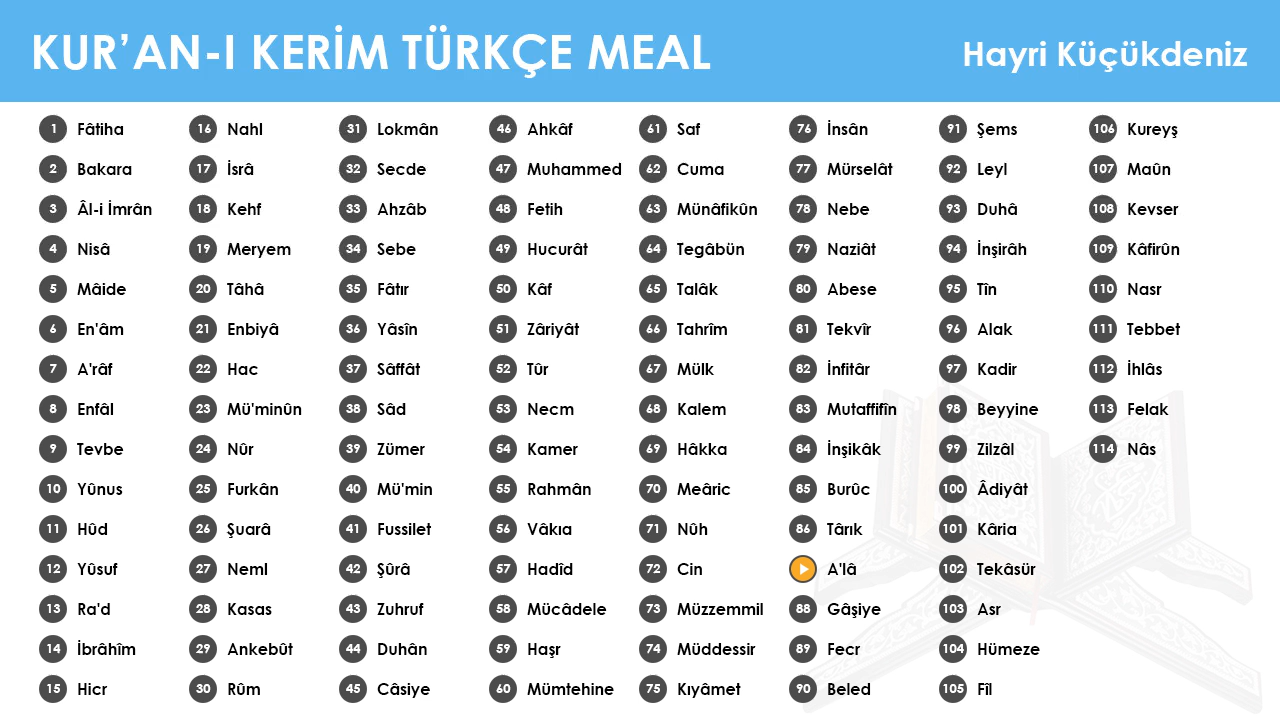 KUR’AN-I KERİM TÜRKÇE MEAL
Hayri Küçükdeniz
1 Fâtiha
2 Bakara
3 Âl-i İmrân
4 Nisâ
5 Mâide
6 En'âm
7 A'râf
8 Enfâl
9 Tevbe
10 Yûnus
11 Hûd
12 Yûsuf
13 Ra'd
14 İbrâhîm
15 Hicr
16 Nahl
17 İsrâ
18 Kehf
19 Meryem
20 Tâhâ
21 Enbiyâ
22 Hac
23 Mü'minûn
24 Nûr
25 Furkân
26 Şuarâ
27 Neml
28 Kasas
29 Ankebût
30 Rûm
31 Lokmân
32 Secde
33 Ahzâb
34 Sebe
35 Fâtır
36 Yâsîn
37 Sâffât
38 Sâd
39 Zümer
40 Mü'min
41 Fussilet
42 Şûrâ
43 Zuhruf
44 Duhân
45 Câsiye
46 Ahkâf
47 Muhammed
48 Fetih
49 Hucurât
50 Kâf
51 Zâriyât
52 Tûr
53 Necm
54 Kamer
55 Rahmân
56 Vâkıa
57 Hadîd
58 Mücâdele
59 Haşr
60 Mümtehine
61 Saf
62 Cuma
63 Münâfikûn
64 Tegâbün
65 Talâk
66 Tahrîm
67 Mülk
68 Kalem
69 Hâkka
70 Meâric
71 Nûh
72 Cin
73 Müzzemmil
74 Müddessir
75 Kıyâmet
76 İnsân
77 Mürselât
78 Nebe
79 Naziât
80 Abese
81 Tekvîr
82 İnfitâr
83 Mutaffifîn
84 İnşikâk
85 Burûc
86 Târık
A'lâ
88 Gâşiye
89 Fecr
90 Beled
91 Şems
92 Leyl
93 Duhâ
94 İnşirâh
95 Tîn
96 Alak
97 Kadir
98 Beyyine
99 Zilzâl
100 Âdiyât
101 Kâria
102 Tekâsür
103 Asr
104 Hümeze
105 Fîl
106 Kureyş
107 Maûn
108 Kevser
109 Kâfirûn
110 Nasr
111 Tebbet
112 İhlâs
113 Felak
114 Nâs